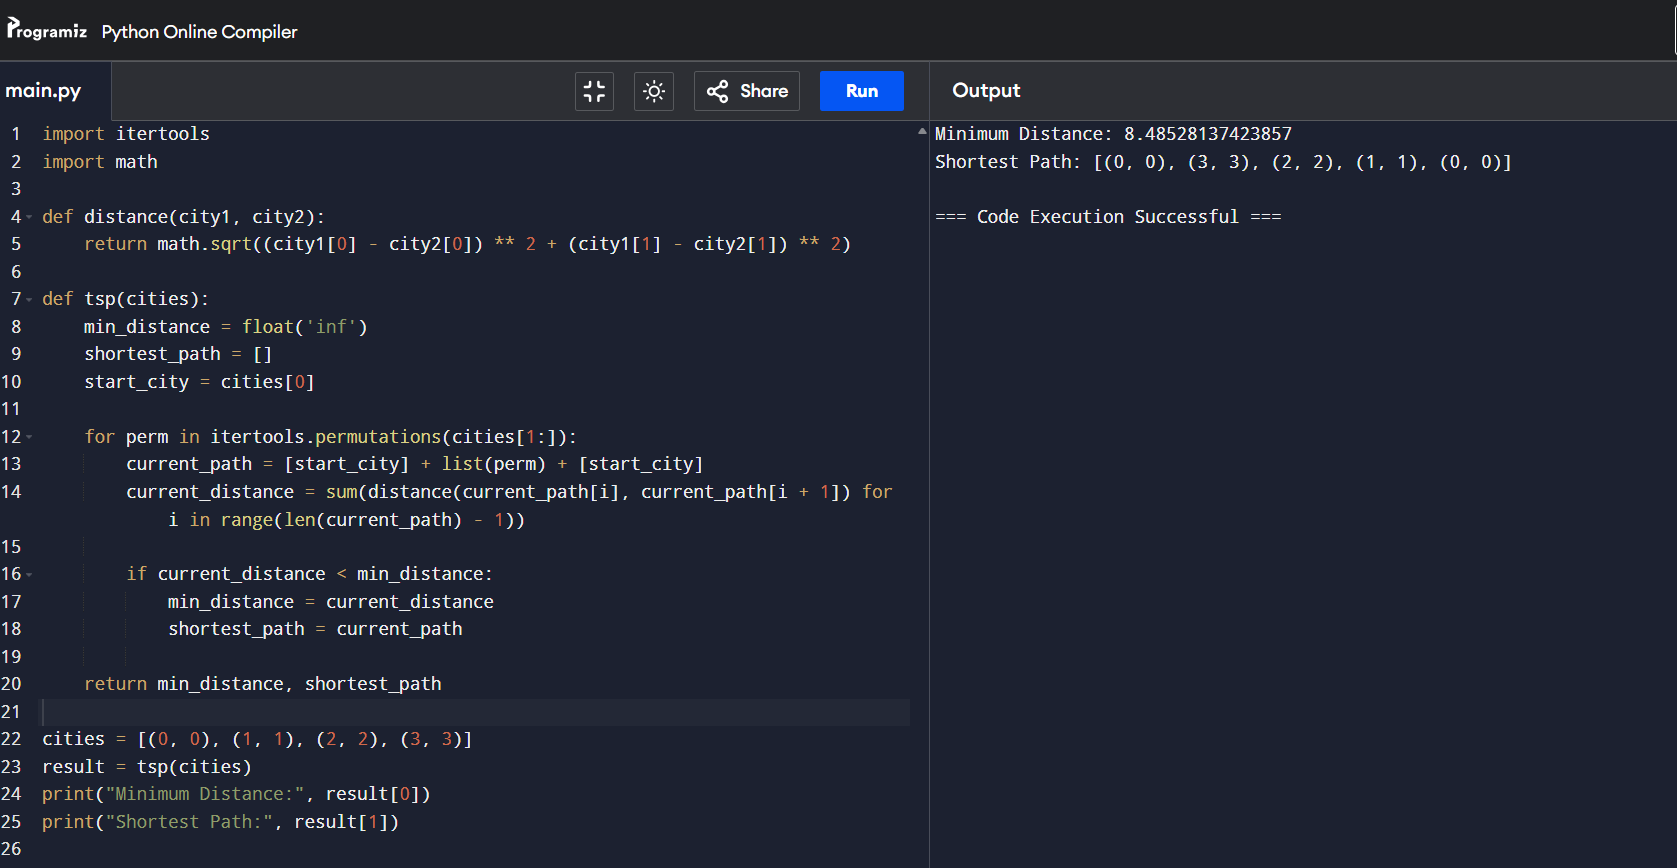 Programiz Python Online Compiler
main.py Share Run
1 import itertools
2 import math
3
4 def distance(city1, city2):
5     return math.sqrt((city1[0] - city2[0]) ** 2 + (city1[1] - city2[1]) ** 2)
6
7 def tsp(cities):
8     min_distance = float('inf')
9     shortest_path = []
10     start_city = cities[0]
11
12     for perm in itertools.permutations(cities[1:]):
13         current_path = [start_city] + list(perm) + [start_city]
14         current_distance = sum(distance(current_path[i], current_path[i + 1]) for
            i in range(len(current_path) - 1))
15
16         if current_distance < min_distance:
17             min_distance = current_distance
18             shortest_path = current_path
19
20     return min_distance, shortest_path
21
22 cities = [(0, 0), (1, 1), (2, 2), (3, 3)]
23 result = tsp(cities)
24 print("Minimum Distance:", result[0])
25 print("Shortest Path:", result[1])
26
Output
Minimum Distance: 8.48528137423857
Shortest Path: [(0, 0), (3, 3), (2, 2), (1, 1), (0, 0)]
=== Code Execution Successful ===